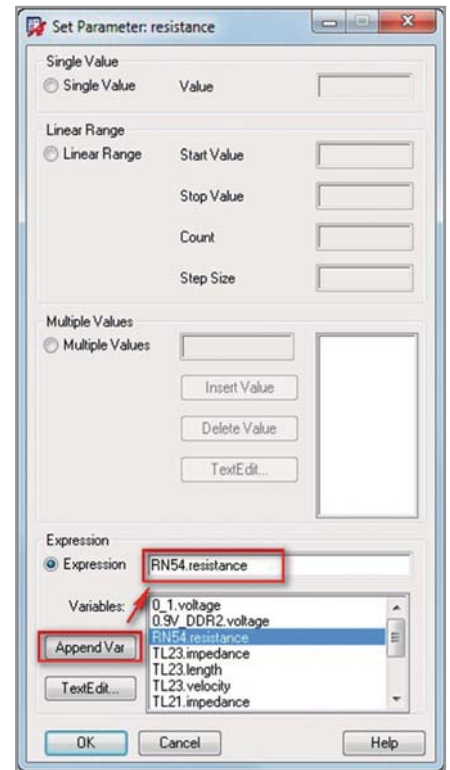 Set Parameter: resistance
Single Value
Single Value Value
Linear Range
Linear Range Start Value
Stop Value
Count
Step Size
Multiple Values
Multiple Values
Insert Value
Delete Value
TextEdit...
Expression
Expression RN54.resistance
Variables: 0_1.voltage
0.9V_DDR2.voltage
RN54.resistance
Append Var
TL23.impedance
TL23.length
TextEdit... TL23.velocity
TL21.impedance
OK Cancel Help